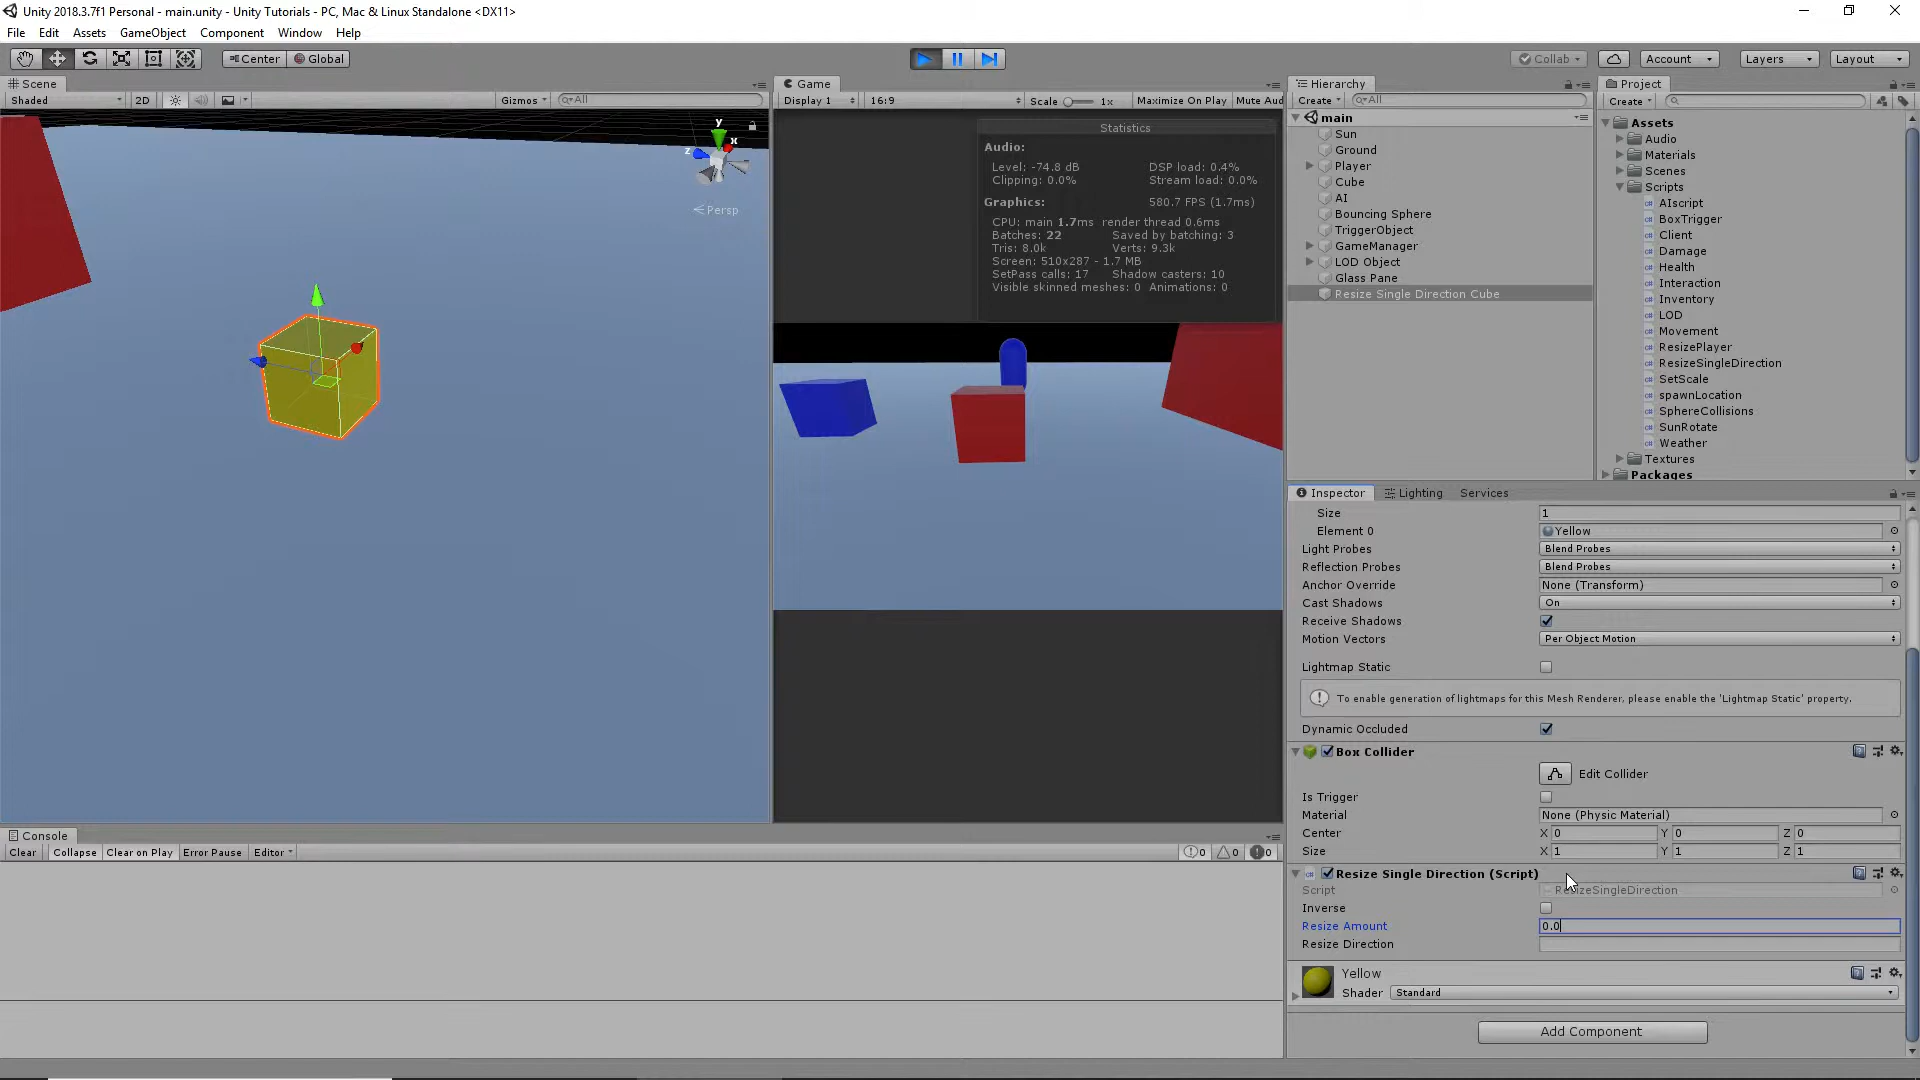 Unity 2018.3.7f1 Personal - main.unity - Unity Tutorials - PC, Mac & Linux Standalone <DX11>
File Edit Assets GameObject Component Window Help
Center Global
Collab Account Layers Layout
Scene
Shaded 2D Gizmos All
y
x
z
Persp
Game
Display 1 16:9 Scale 1x Maximize On Play Mute Aud
Statistics
Audio:
Level: -74.8 dB DSP load: 0.4%
Clipping: 0.0% Stream load: 0.0%
Graphics: 580.7 FPS (1.7ms)
CPU: main 1.7ms render thread 0.6ms
Batches: 22 Saved by batching: 3
Tris: 8.0k Verts: 9.3k
Screen: 510x287 - 1.7 MB
SetPass calls: 17 Shadow casters: 10
Visible skinned meshes: 0 Animations: 0
Hierarchy
Create All
main
Sun
Ground
Player
Cube
AI
Bouncing Sphere
TriggerObject
GameManager
LOD Object
Glass Pane
Resize Single Direction Cube
Project
Create
Assets
Audio
Materials
Scenes
Scripts
AIscript
BoxTrigger
Client
Damage
Health
Interaction
Inventory
LOD
Movement
ResizePlayer
ResizeSingleDirection
SetScale
spawnLocation
SphereCollisions
SunRotate
Weather
Textures
Packages
Inspector Lighting Services
Size 1
Element 0 Yellow
Light Probes Blend Probes
Reflection Probes Blend Probes
Anchor Override None (Transform)
Cast Shadows On
Receive Shadows
Motion Vectors Per Object Motion
Lightmap Static
To enable generation of lightmaps for this Mesh Renderer, please enable the 'Lightmap Static' property.
Dynamic Occluded
Box Collider
Edit Collider
Is Trigger
Material None (Physic Material)
Center X 0 Y 0 Z 0
Size X 1 Y 1 Z 1
Resize Single Direction (Script)
Script ResizeSingleDirection
Inverse
Resize Amount 0.0
Resize Direction
Yellow
Shader Standard
Add Component
Console
Clear Collapse Clear on Play Error Pause Editor 0 0 0